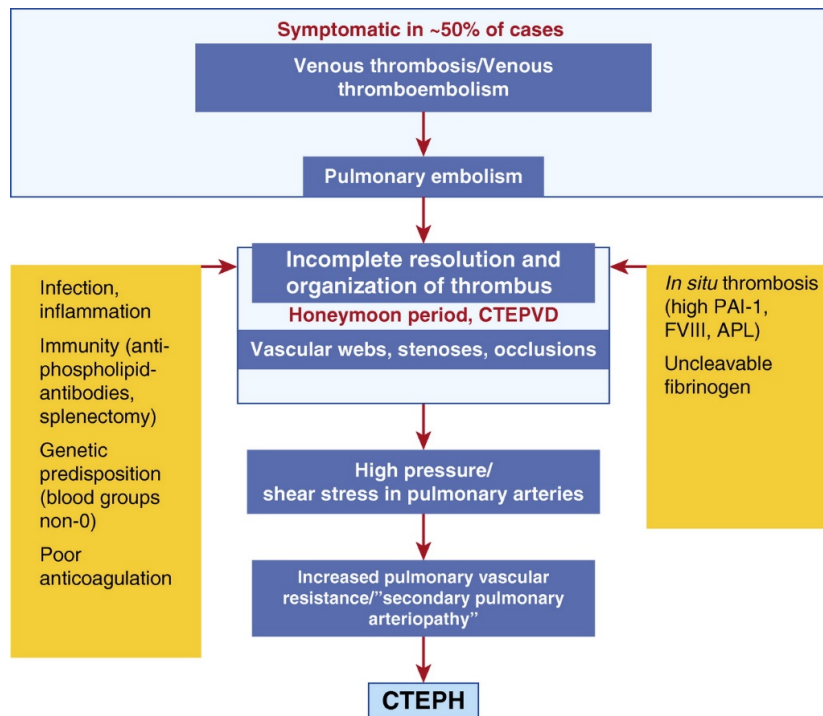 Symptomatic in ~50% of cases
Venous thrombosis/Venous
thromboembolism
Pulmonary embolism
Incomplete resolution and
organization of thrombus
Honeymoon period, CTEPVD
Vascular webs, stenoses, occlusions
Infection,
inflammation
Immunity (anti-
phospholipid-
antibodies,
splenectomy)
Genetic
predisposition
(blood groups
non-0)
Poor
anticoagulation
In situ thrombosis
(high PAI-1,
FVIII, APL)
Uncleavable
fibrinogen
High pressure/
shear stress in pulmonary arteries
Increased pulmonary vascular
resistance/”secondary pulmonary
arteriopathy”
CTEPH